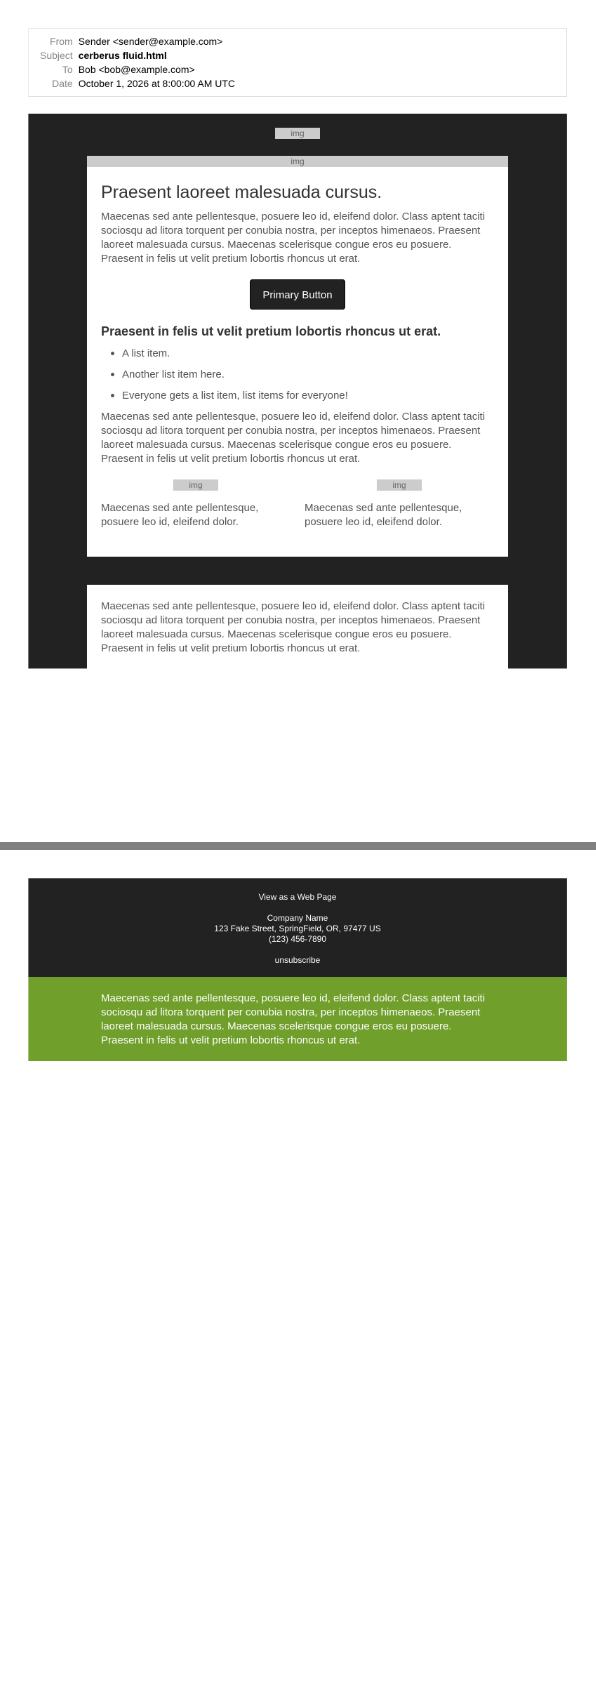 From Sender <sender@example.com>
Subject cerberus fluid.html
To Bob <bob@example.com>
Date October 1, 2026 at 8:00:00 AM UTC
img
img
Praesent laoreet malesuada cursus.
Maecenas sed ante pellentesque, posuere leo id, eleifend dolor. Class aptent taciti
sociosqu ad litora torquent per conubia nostra, per inceptos himenaeos. Praesent
laoreet malesuada cursus. Maecenas scelerisque congue eros eu posuere.
Praesent in felis ut velit pretium lobortis rhoncus ut erat.
Primary Button
Praesent in felis ut velit pretium lobortis rhoncus ut erat.
• A list item.
• Another list item here.
• Everyone gets a list item, list items for everyone!
Maecenas sed ante pellentesque, posuere leo id, eleifend dolor. Class aptent taciti
sociosqu ad litora torquent per conubia nostra, per inceptos himenaeos. Praesent
laoreet malesuada cursus. Maecenas scelerisque congue eros eu posuere.
Praesent in felis ut velit pretium lobortis rhoncus ut erat.
img
Maecenas sed ante pellentesque,
posuere leo id, eleifend dolor.
img
Maecenas sed ante pellentesque,
posuere leo id, eleifend dolor.
Maecenas sed ante pellentesque, posuere leo id, eleifend dolor. Class aptent taciti
sociosqu ad litora torquent per conubia nostra, per inceptos himenaeos. Praesent
laoreet malesuada cursus. Maecenas scelerisque congue eros eu posuere.
Praesent in felis ut velit pretium lobortis rhoncus ut erat.
View as a Web Page
Company Name
123 Fake Street, SpringField, OR, 97477 US
(123) 456-7890
unsubscribe
Maecenas sed ante pellentesque, posuere leo id, eleifend dolor. Class aptent taciti
sociosqu ad litora torquent per conubia nostra, per inceptos himenaeos. Praesent
laoreet malesuada cursus. Maecenas scelerisque congue eros eu posuere.
Praesent in felis ut velit pretium lobortis rhoncus ut erat.